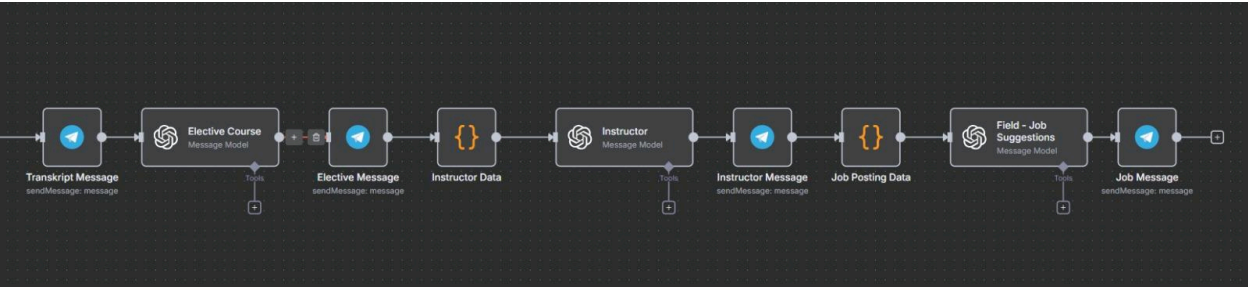 Transkript Message
sendMessage: message
Elective Course
Message Model
Tools
Elective Message
sendMessage: message
{}
Instructor Data
Instructor
Message Model
Tools
Instructor Message
sendMessage: message
{}
Job Posting Data
Field - Job
Suggestions
Message Model
Tools
Job Message
sendMessage: message